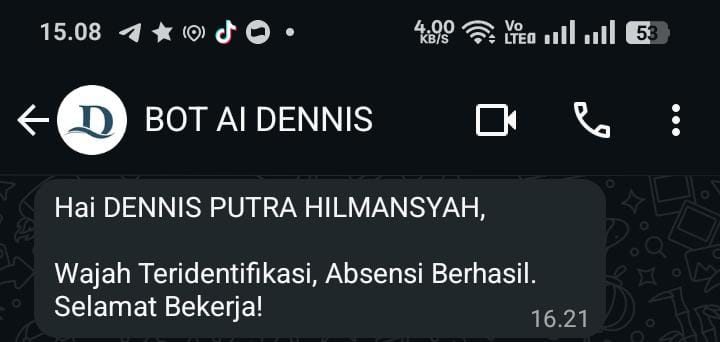 15.08
4.00 KB/S
Vo LTE
53
D
BOT AI DENNIS
Hai DENNIS PUTRA HILMANSYAH,
Wajah Teridentifikasi, Absensi Berhasil.
Selamat Bekerja!
16.21